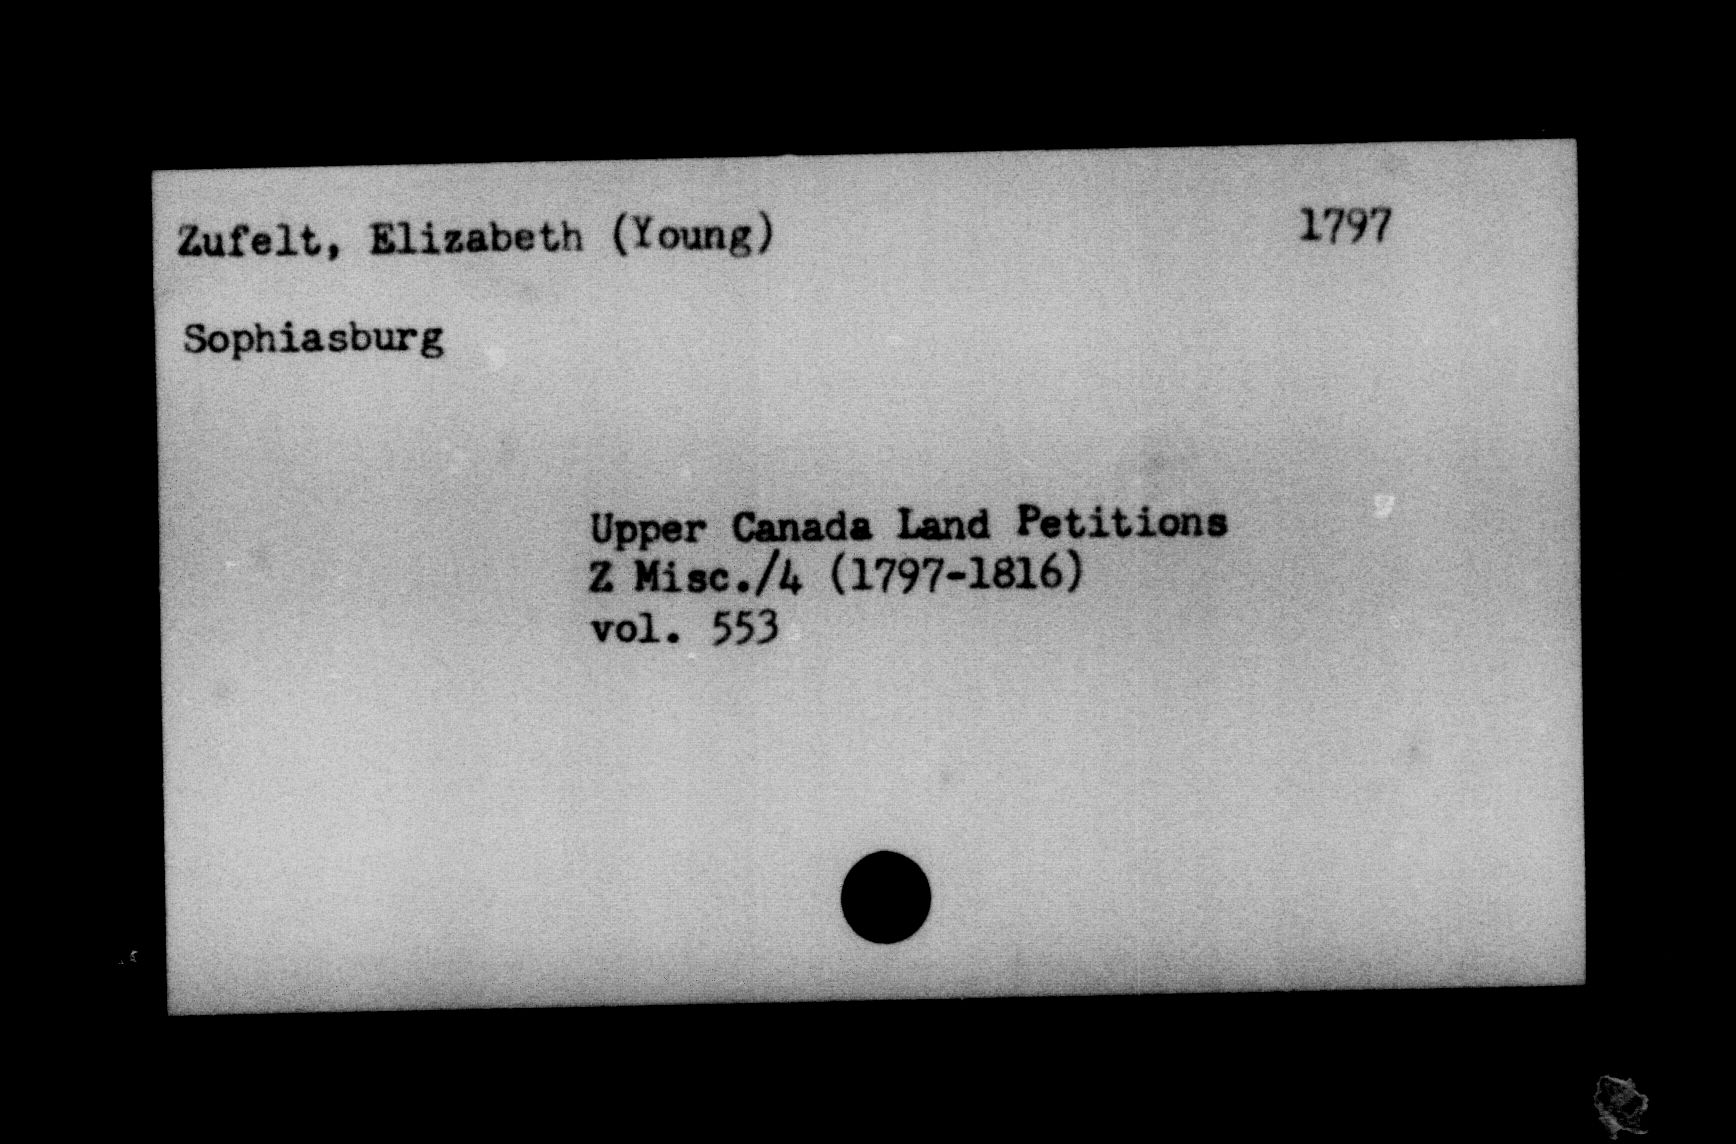 Zufelt, Elizabeth (Young) 1797
Sophiasburg
Upper Canada Land Petitions
Z Misc./4 (1797-1816)
vol. 553